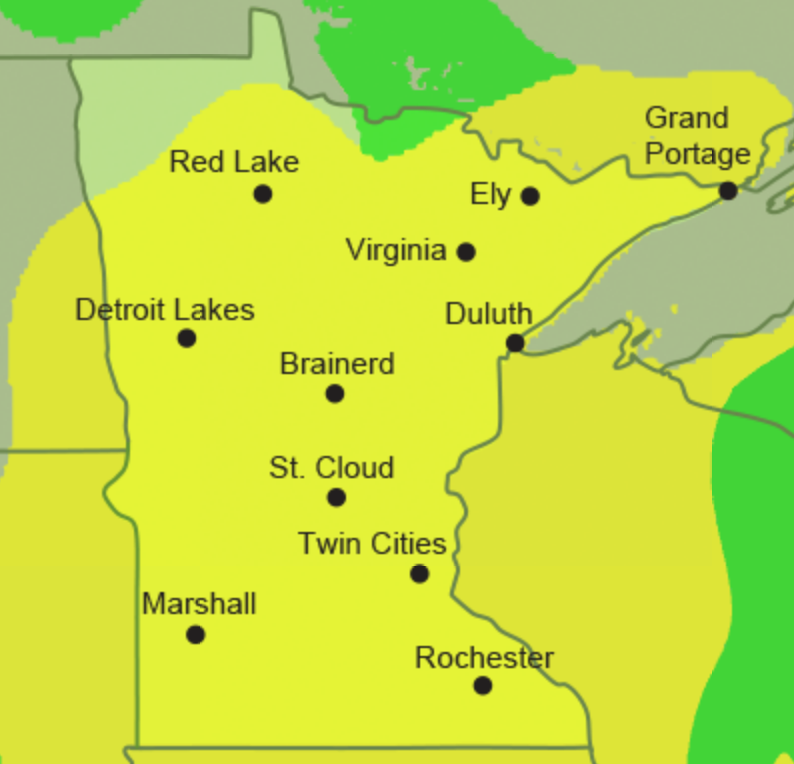 Grand
Portage
Red Lake
Ely
Virginia
Detroit Lakes
Duluth
Brainerd
St. Cloud
Twin Cities
Marshall
Rochester